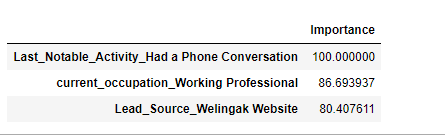 Importance
Last_Notable_Activity_Had a Phone Conversation 100.000000
current_occupation_Working Professional 86.693937
Lead_Source_Welingak Website 80.407611